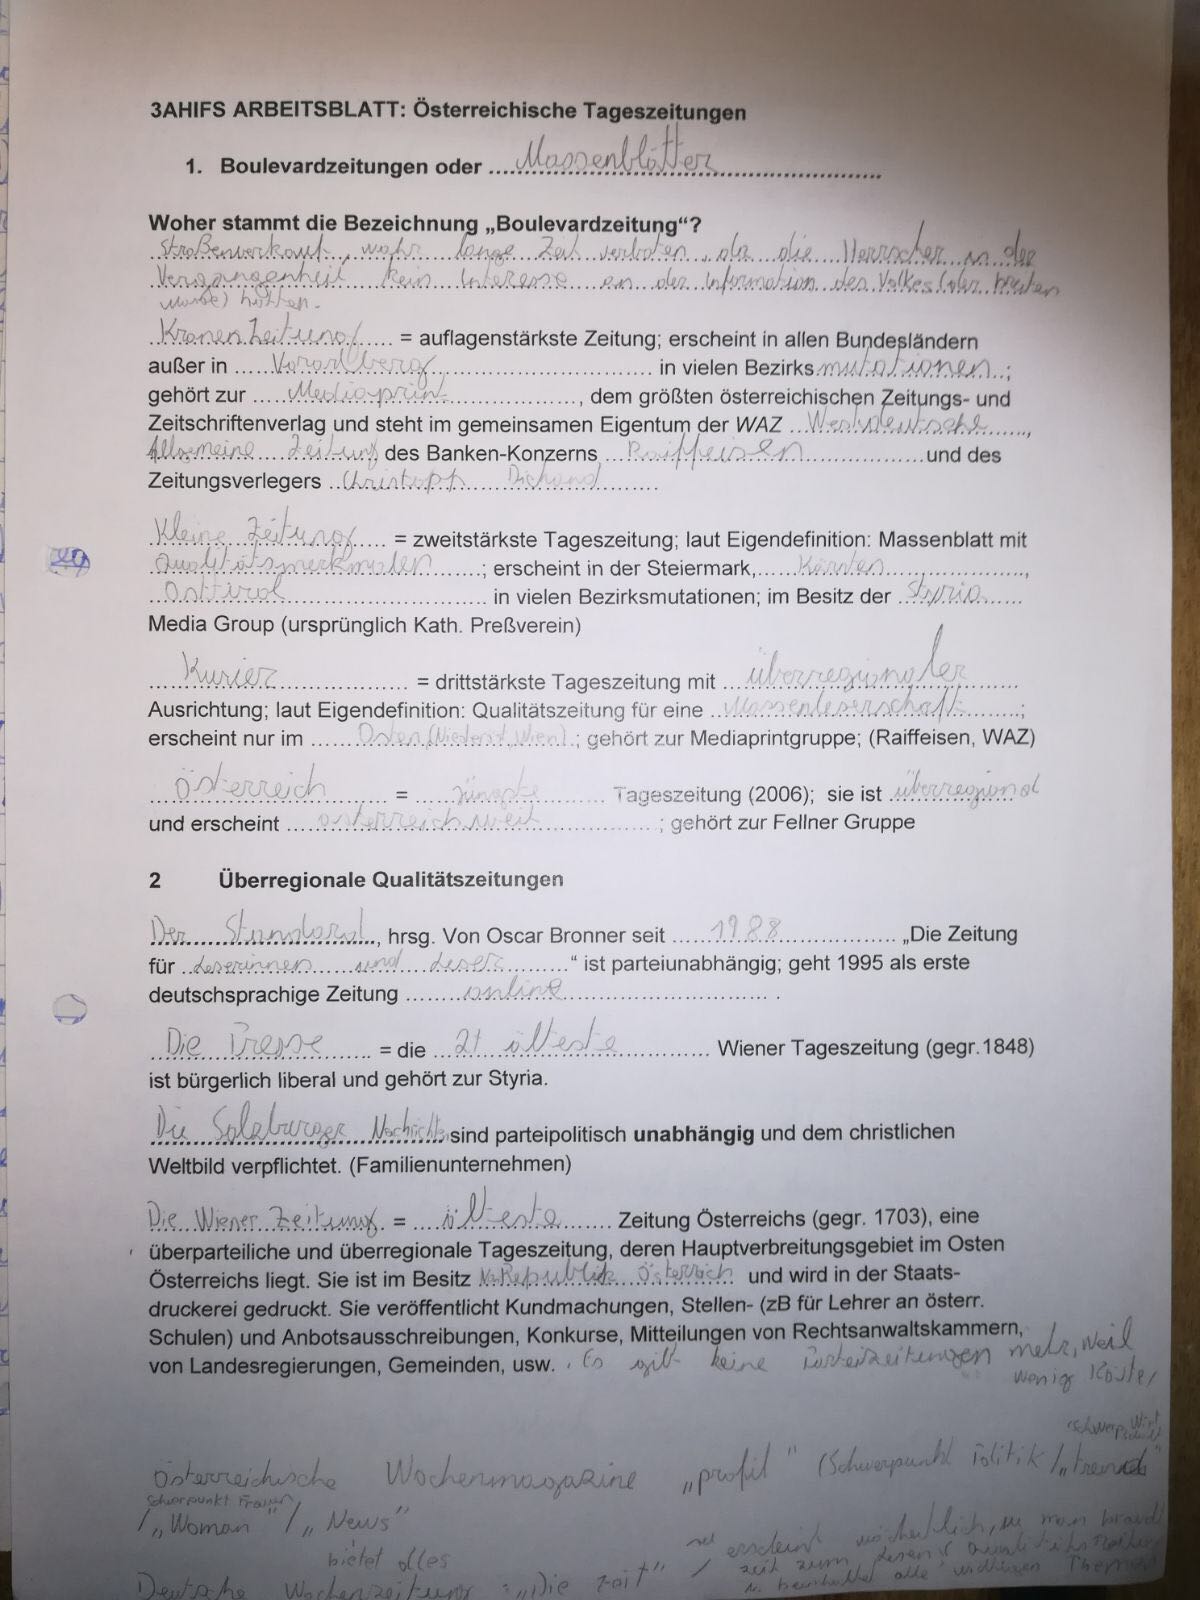 3AHIFS ARBEITSBLATT: Österreichische Tageszeitungen
1. Boulevardzeitungen oder Massenblätter
Woher stammt die Bezeichnung „Boulevardzeitung“?
Straßenverkauf, wahr lange Zeit verboten, da die Herrscher in der
Vergangenheit kein Interesse an der Information des Volkes (der breiten
masse) hatten.
Kronen Zeitung = auflagenstärkste Zeitung; erscheint in allen Bundesländern
außer in Vorarlberg in vielen Bezirksmutationen;
gehört zur Mediaprint, dem größten österreichischen Zeitungs- und
Zeitschriftenverlag und steht im gemeinsamen Eigentum der WAZ Westdeutsche,
Allgemeine Zeitung des Banken-Konzerns Raiffeisen und des
Zeitungsverlegers Christoph Dichand
Kleine Zeitung = zweitstärkste Tageszeitung; laut Eigendefinition: Massenblatt mit
Qualitätsmerkmalen; erscheint in der Steiermark, Kärnten,
Osttirol in vielen Bezirksmutationen; im Besitz der Styria
Media Group (ursprünglich Kath. Preßverein)
Kurier = drittstärkste Tageszeitung mit überregionaler
Ausrichtung; laut Eigendefinition: Qualitätszeitung für eine Massenleserschaft;
erscheint nur im Osten (Niederöst, Wien); gehört zur Mediaprintgruppe; (Raiffeisen, WAZ)
Österreich = jüngste Tageszeitung (2006); sie ist überregional
und erscheint österreichweit; gehört zur Fellner Gruppe
2 Überregionale Qualitätszeitungen
Der Standard, hrsg. Von Oscar Bronner seit 1988 „Die Zeitung
für Leserinnen und Leser“ ist parteiunabhängig; geht 1995 als erste
deutschsprachige Zeitung online.
Die Presse = die 2t älteste Wiener Tageszeitung (gegr.1848)
ist bürgerlich liberal und gehört zur Styria.
Die Salzburger Nachrichten sind parteipolitisch unabhängig und dem christlichen
Weltbild verpflichtet. (Familienunternehmen)
Die Wiener Zeitung = älteste Zeitung Österreichs (gegr. 1703), eine
überparteiliche und überregionale Tageszeitung, deren Hauptverbreitungsgebiet im Osten
Österreichs liegt. Sie ist im Besitz Republik Österreich und wird in der Staats-
druckerei gedruckt. Sie veröffentlicht Kundmachungen, Stellen- (zB für Lehrer an österr.
Schulen) und Anbotsausschreibungen, Konkurse, Mitteilungen von Rechtsanwaltskammern,
von Landesregierungen, Gemeinden, usw. Es gibt keine Parteizeitungen mehr, weil
wenig
Österreichische Wochenmagazine „profil“ (Schwerpunkt Politik / „trend“
Schwerpunkt Frauen
/ „Woman“ / „News“
bietet alles
erscheint wöchentlich, man braucht
Deutsche Wochenzeitung: „Die Zeit“ / zeit zum lesen